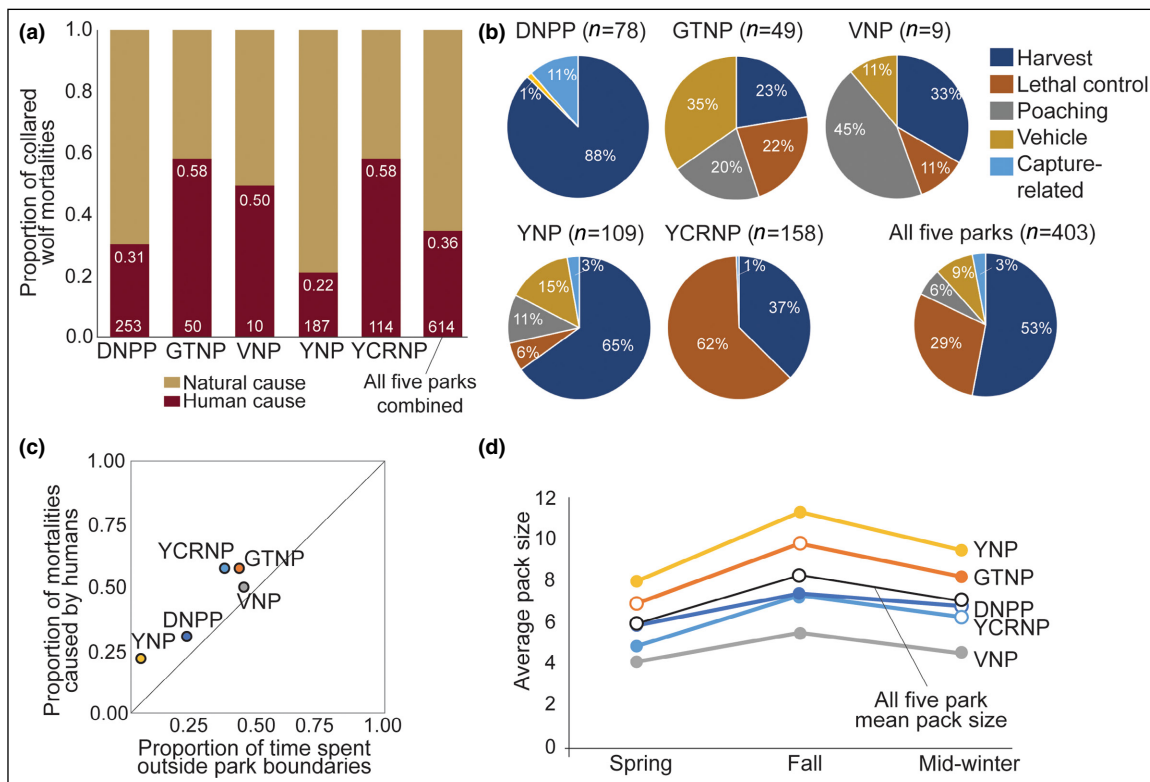 (a)
1.0
0.8
0.6
0.4
0.2
0.0
Proportion of collared
wolf mortalities
0.31
0.58
0.50
0.22
0.58
0.36
253
50
10
187
114
614
DNPP
GTNP
VNP
YNP
YCRNP
All five parks
combined
Natural cause
Human cause
(b)
DNPP (n=78)
11%
1%
88%
GTNP (n=49)
35%
23%
22%
20%
VNP (n=9)
11%
33%
45%
11%
Harvest
Lethal control
Poaching
Vehicle
Capture-
related
YNP (n=109)
3%
15%
11%
6%
65%
YCRNP (n=158)
1%
37%
62%
All five parks (n=403)
9%
3%
6%
29%
53%
(c)
1.00
0.75
0.50
0.25
0.00
Proportion of mortalities
caused by humans
YCRNP
GTNP
VNP
DNPP
YNP
0.25
0.50
0.75
1.00
Proportion of time spent
outside park boundaries
(d)
12
10
8
6
4
2
0
Average pack size
YNP
GTNP
DNPP
YCRNP
VNP
All five park
mean pack size
Spring
Fall
Mid-winter